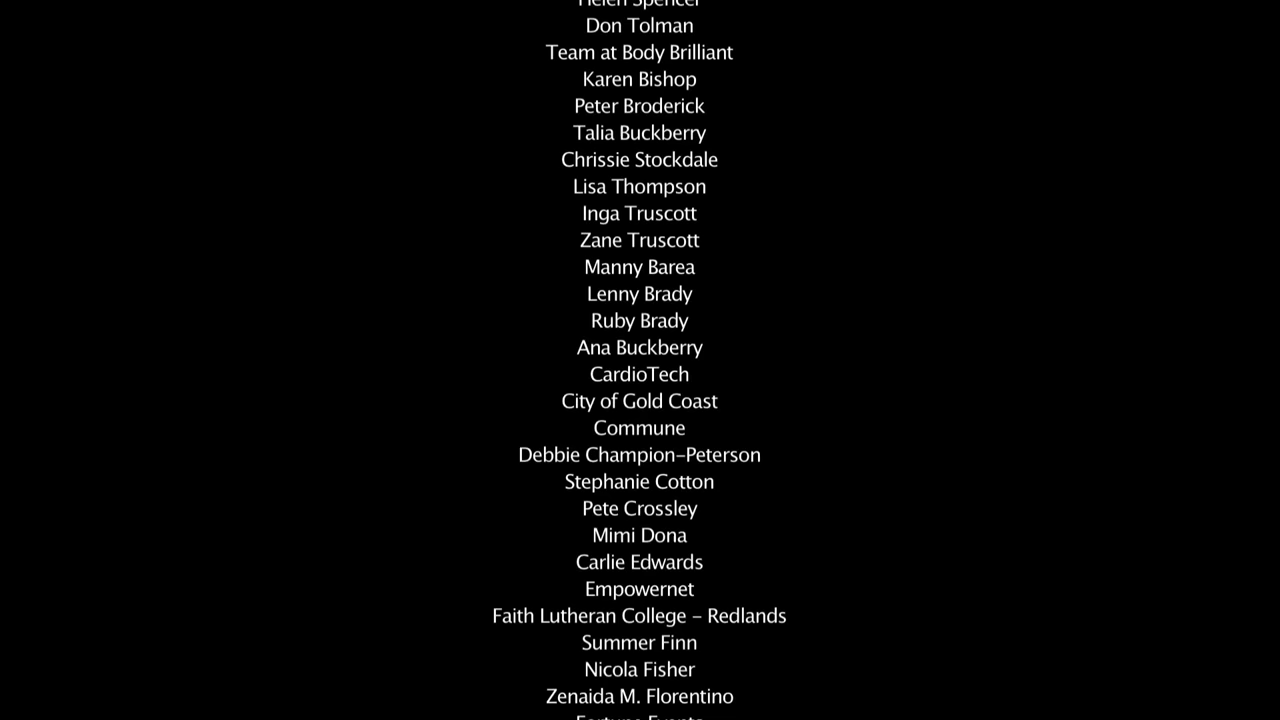 Helen Spencer
Don Tolman
Team at Body Brilliant
Karen Bishop
Peter Broderick
Talia Buckberry
Chrissie Stockdale
Lisa Thompson
Inga Truscott
Zane Truscott
Manny Barea
Lenny Brady
Ruby Brady
Ana Buckberry
CardioTech
City of Gold Coast
Commune
Debbie Champion–Peterson
Stephanie Cotton
Pete Crossley
Mimi Dona
Carlie Edwards
Empowernet
Faith Lutheran College – Redlands
Summer Finn
Nicola Fisher
Zenaida M. Florentino